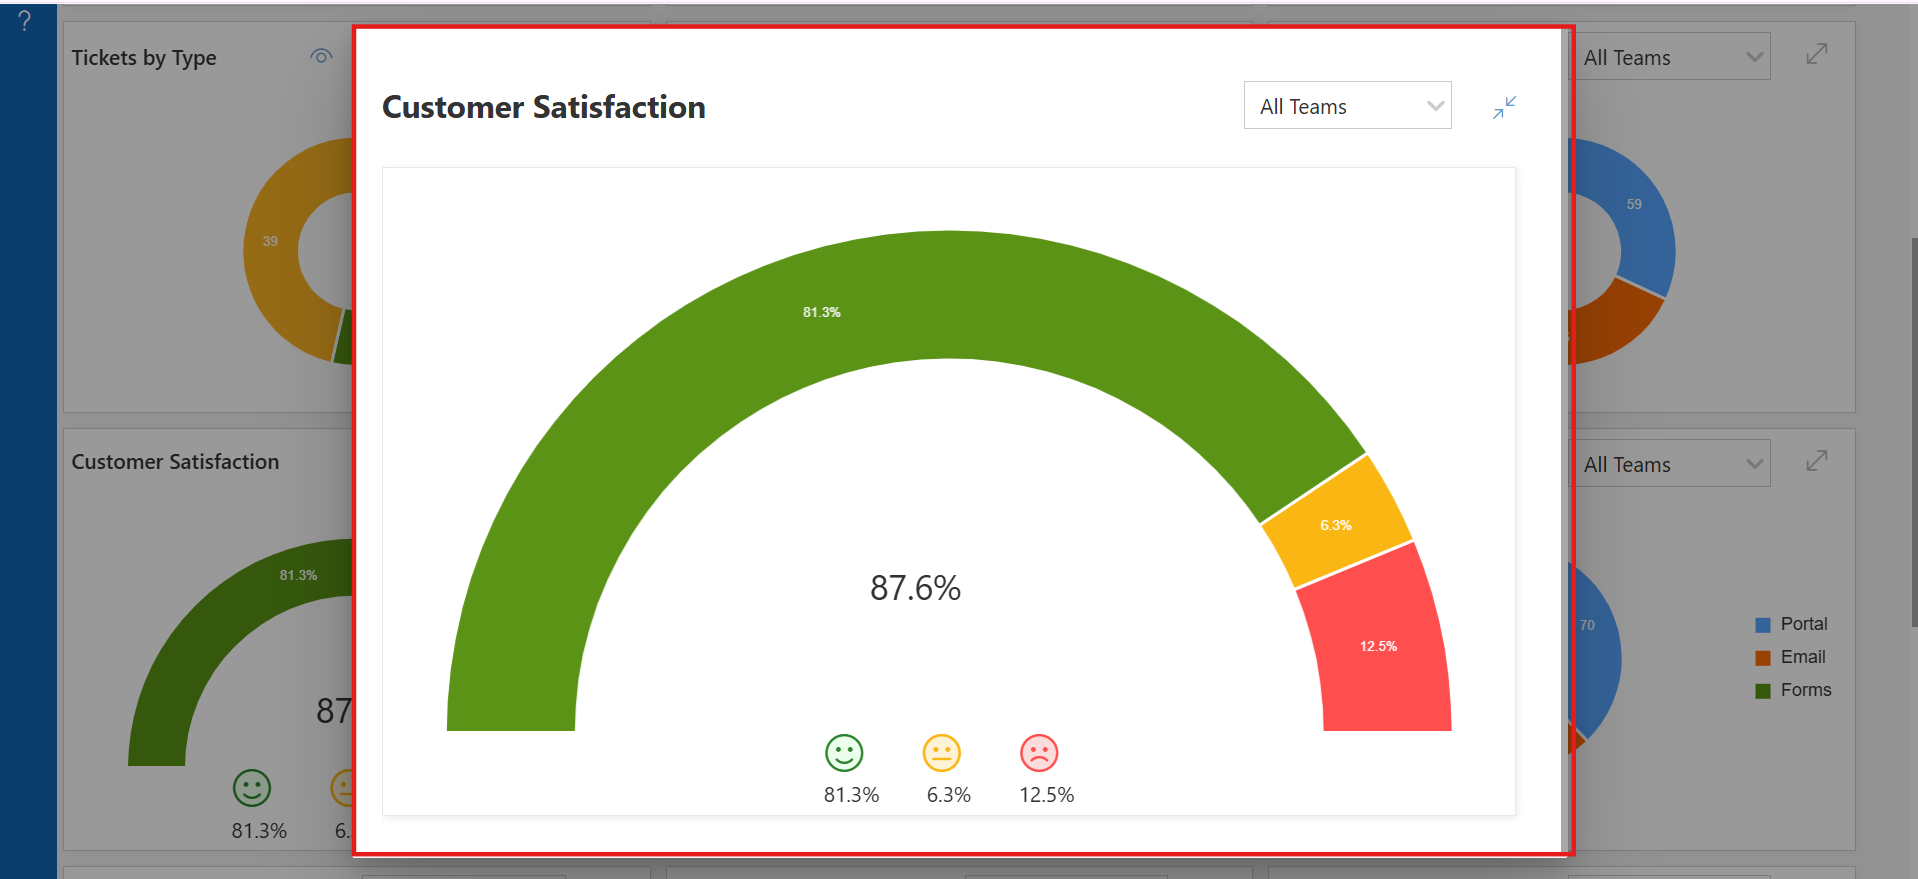 ?
Tickets by Type
All Teams
39
59
Customer Satisfaction
All Teams
81.3%
6.3%
87.6%
12.5%
81.3% 6.3% 12.5%
Customer Satisfaction
All Teams
81.3%
87
81.3% 6.
70
Portal
Email
Forms